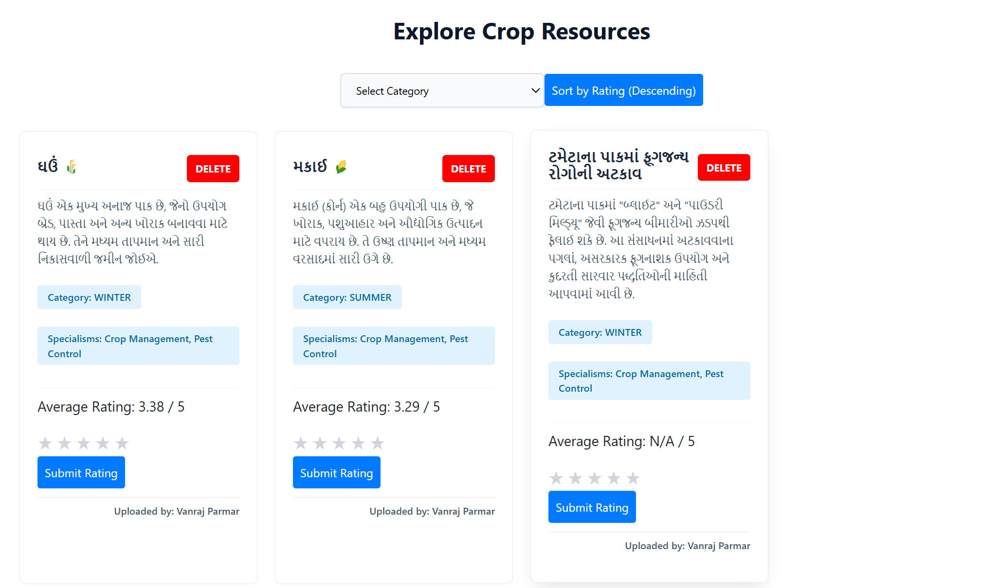 Explore Crop Resources
Select Category
Sort by Rating (Descending)
ઘઉં 🌾
DELETE
ઘઉં એક મુખ્ય અનાજ પાક છે, જેનો ઉપયોગ
બ્રેડ, પાસ્તા અને અન્ય ખોરાક બનાવવા માટે
થાય છે. તેને મધ્યમ તાપમાન અને સારી
નિકાસવાળી જમીન જોઈએ.
Category: WINTER
Specialisms: Crop Management, Pest
Control
Average Rating: 3.38 / 5
★ ★ ★ ★ ★
Submit Rating
Uploaded by: Vanraj Parmar
મકાઈ 🌽
DELETE
મકાઈ (કોર્ન) એક બહુ ઉપયોગી પાક છે, જે
ખોરાક, પશુઆહાર અને ઔદ્યોગિક ઉત્પાદન
માટે વપરાય છે. તે ઉષ્ણ તાપમાન અને મધ્યમ
વરસાદમાં સારી ઉગે છે.
Category: SUMMER
Specialisms: Crop Management, Pest
Control
Average Rating: 3.29 / 5
★ ★ ★ ★ ★
Submit Rating
Uploaded by: Vanraj Parmar
ટમેટાના પાકમાં ફૂગજન્ય
રોગોની અટકાવ
DELETE
ટમેટાના પાકમાં "બ્લાઈટ" અને "પાઉડરી
મિલ્ડ્યૂ" જેવી ફૂગજન્ય બીમારીઓ ઝડપથી
ફેલાઈ શકે છે. આ સંસાધનમાં અટકાવવાના
પગલાં, અસરકારક ફૂગનાશક ઉપયોગ અને
કુદરતી સારવાર પદ્ધતિઓની માહિતી
આપવામાં આવી છે.
Category: WINTER
Specialisms: Crop Management, Pest
Control
Average Rating: N/A / 5
★ ★ ★ ★ ★
Submit Rating
Uploaded by: Vanraj Parmar